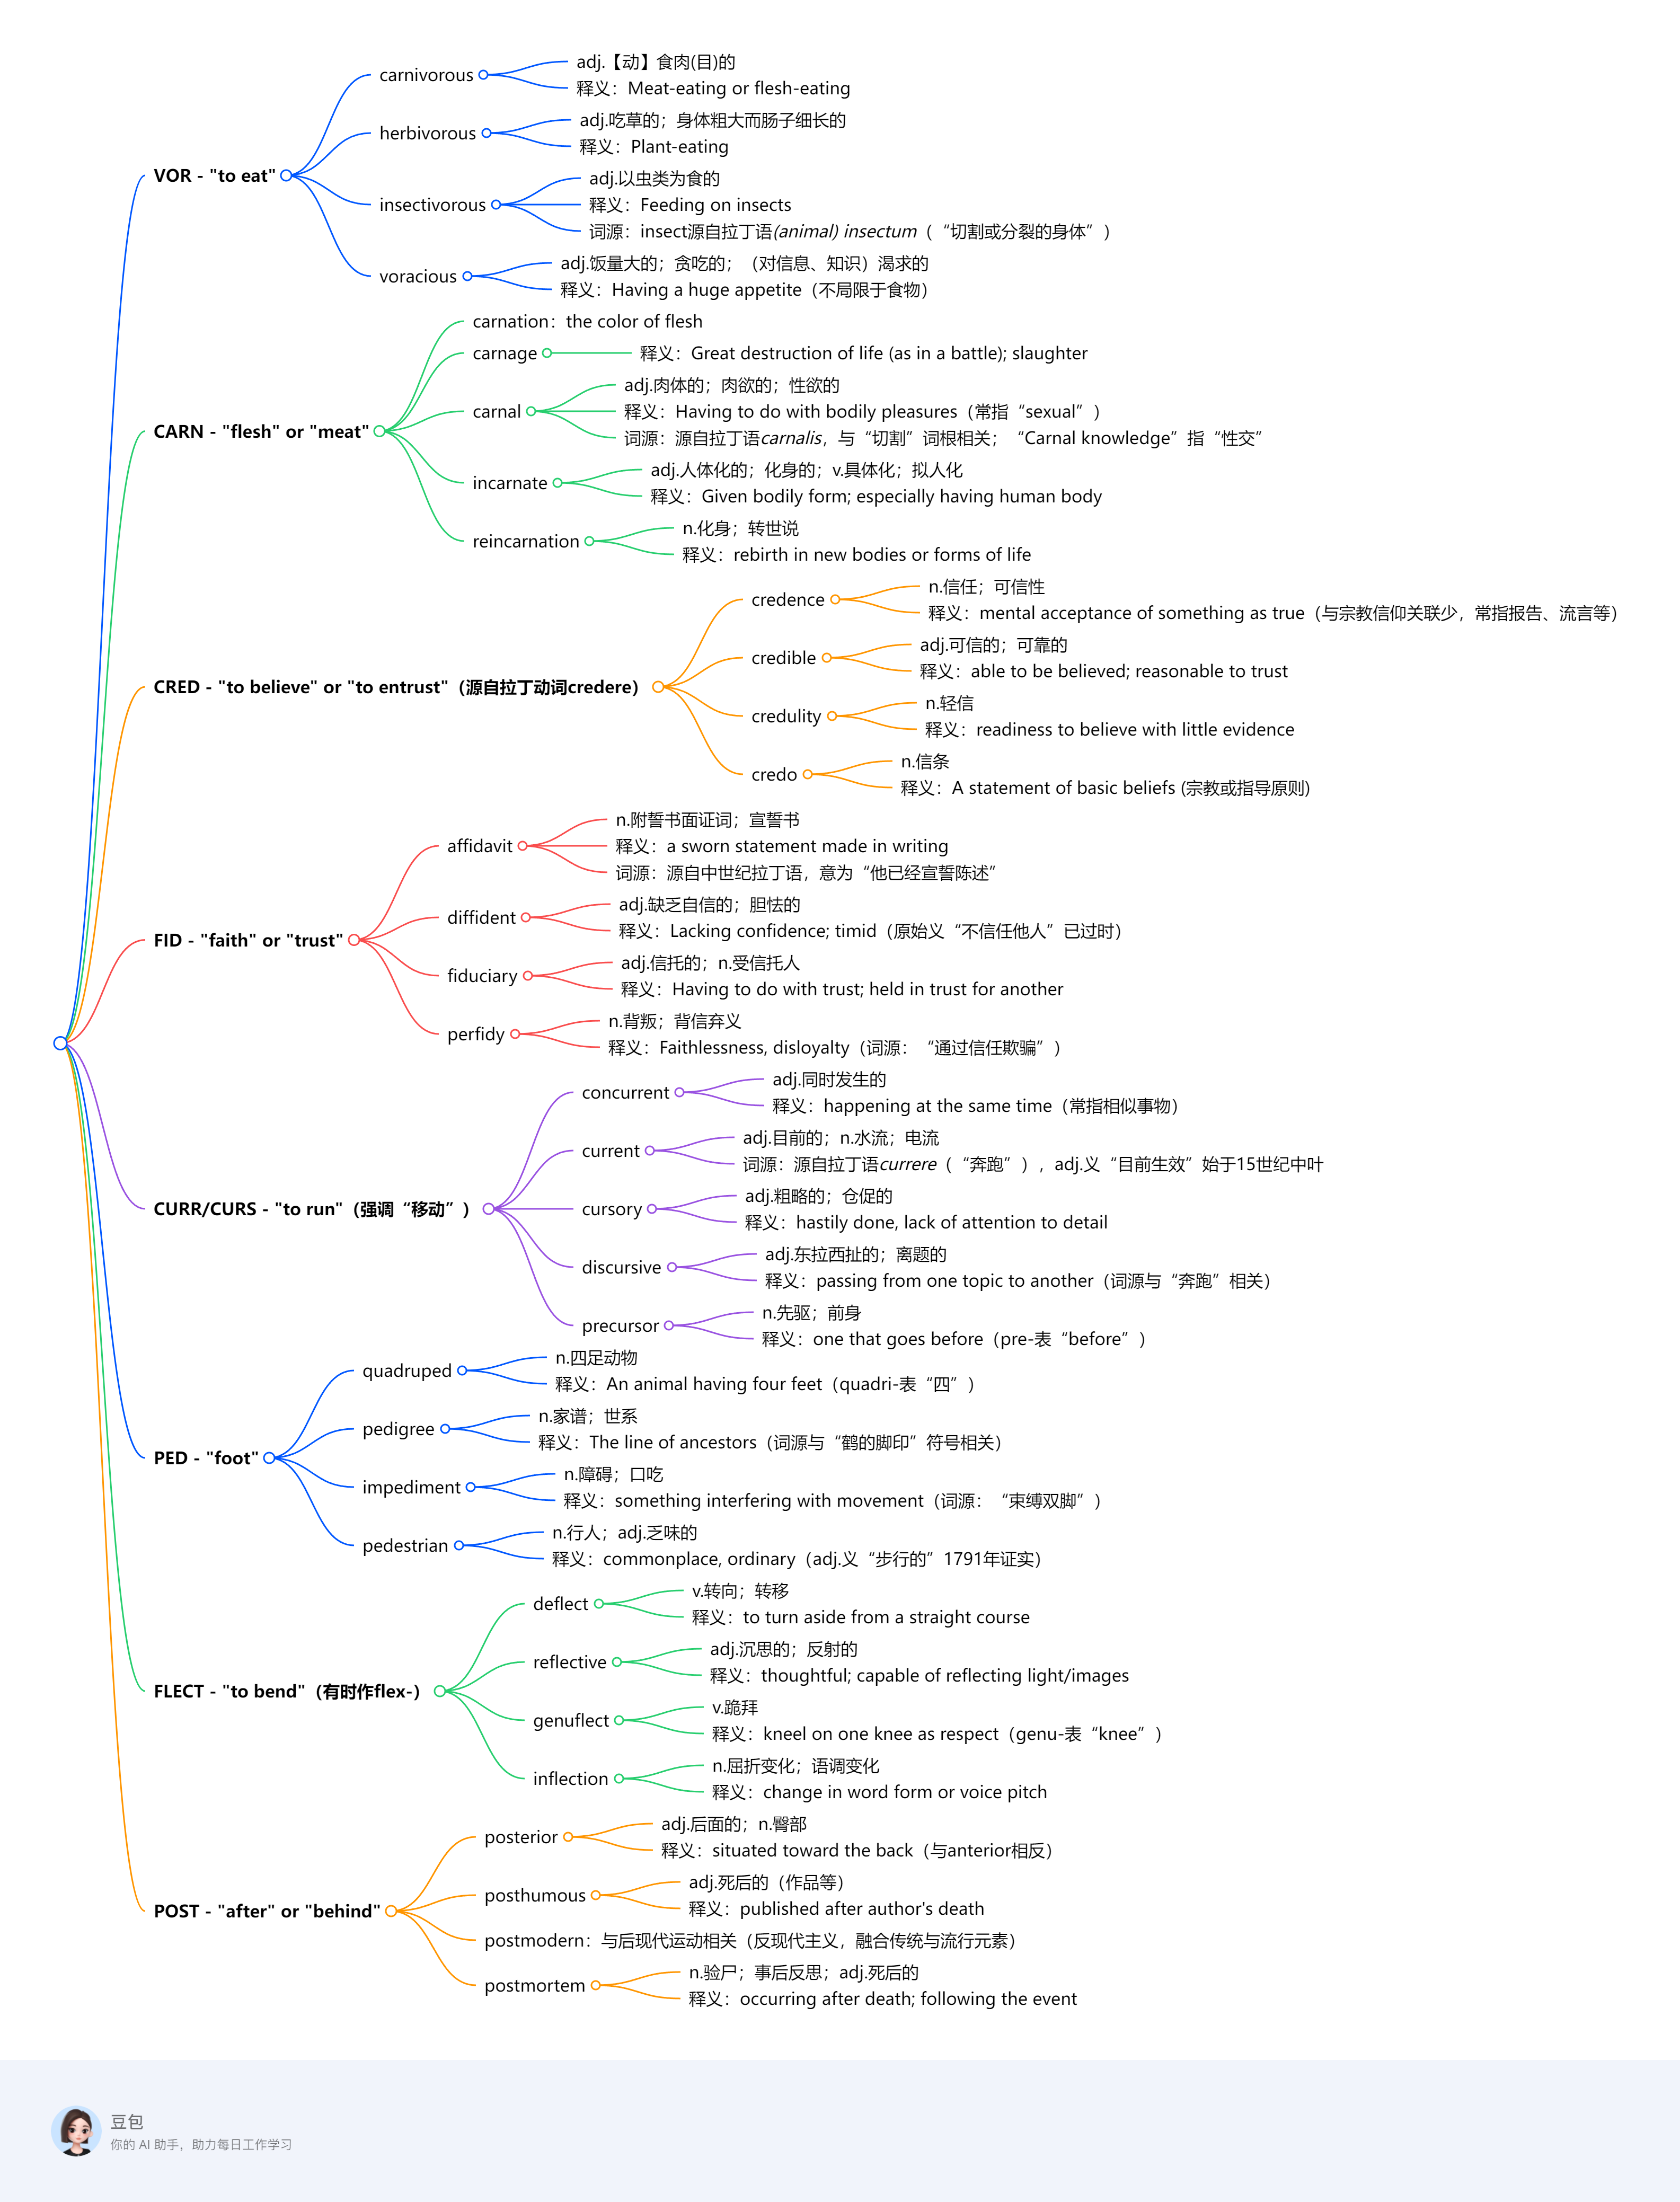 VOR - "to eat"
carnivorous
adj.【动】食肉(目)的
释义：Meat-eating or flesh-eating
herbivorous
adj.吃草的；身体粗大而肠子细长的
释义：Plant-eating
insectivorous
adj.以虫类为食的
释义：Feeding on insects
词源：insect源自拉丁语(animal) insectum（“切割或分裂的身体”）
voracious
adj.饭量大的；贪吃的；（对信息、知识）渴求的
释义：Having a huge appetite（不局限于食物）
CARN - "flesh" or "meat"
carnation：the color of flesh
carnage
释义：Great destruction of life (as in a battle); slaughter
carnal
adj.肉体的；肉欲的；性欲的
释义：Having to do with bodily pleasures（常指“sexual”）
词源：源自拉丁语carnalis，与“切割”词根相关；“Carnal knowledge”指“性交”
incarnate
adj.人体化的；化身的；v.具体化；拟人化
释义：Given bodily form; especially having human body
reincarnation
n.化身；转世说
释义：rebirth in new bodies or forms of life
CRED - "to believe" or "to entrust"（源自拉丁动词credere）
credence
n.信任；可信性
释义：mental acceptance of something as true（与宗教信仰关联少，常指报告、流言等）
credible
adj.可信的；可靠的
释义：able to be believed; reasonable to trust
credulity
n.轻信
释义：readiness to believe with little evidence
credo
n.信条
释义：A statement of basic beliefs (宗教或指导原则)
FID - "faith" or "trust"
affidavit
n.附誓书面证词；宣誓书
释义：a sworn statement made in writing
词源：源自中世纪拉丁语，意为“他已经宣誓陈述”
diffident
adj.缺乏自信的；胆怯的
释义：Lacking confidence; timid（原始义“不信任他人”已过时）
fiduciary
adj.信托的；n.受信托人
释义：Having to do with trust; held in trust for another
perfidy
n.背叛；背信弃义
释义：Faithlessness, disloyalty（词源：“通过信任欺骗”）
CURR/CURS - "to run"（强调“移动”）
concurrent
adj.同时发生的
释义：happening at the same time（常指相似事物）
current
adj.目前的；n.水流；电流
词源：源自拉丁语currere（“奔跑”），adj.义“目前生效”始于15世纪中叶
cursory
adj.粗略的；仓促的
释义：hastily done, lack of attention to detail
discursive
adj.东拉西扯的；离题的
释义：passing from one topic to another（词源与“奔跑”相关）
precursor
n.先驱；前身
释义：one that goes before（pre-表“before”）
PED - "foot"
quadruped
n.四足动物
释义：An animal having four feet（quadri-表“四”）
pedigree
n.家谱；世系
释义：The line of ancestors（词源与“鹤的脚印”符号相关）
impediment
n.障碍；口吃
释义：something interfering with movement（词源：“束缚双脚”）
pedestrian
n.行人；adj.乏味的
释义：commonplace, ordinary（adj.义“步行的”1791年证实）
FLECT - "to bend"（有时作flex-）
deflect
v.转向；转移
释义：to turn aside from a straight course
reflective
adj.沉思的；反射的
释义：thoughtful; capable of reflecting light/images
genuflect
v.跪拜
释义：kneel on one knee as respect（genu-表“knee”）
inflection
n.屈折变化；语调变化
释义：change in word form or voice pitch
POST - "after" or "behind"
posterior
adj.后面的；n.臀部
释义：situated toward the back（与anterior相反）
posthumous
adj.死后的（作品等）
释义：published after author's death
postmodern：与后现代运动相关（反现代主义，融合传统与流行元素）
postmortem
n.验尸；事后反思；adj.死后的
释义：occurring after death; following the event
豆包
你的 AI 助手，助力每日工作学习